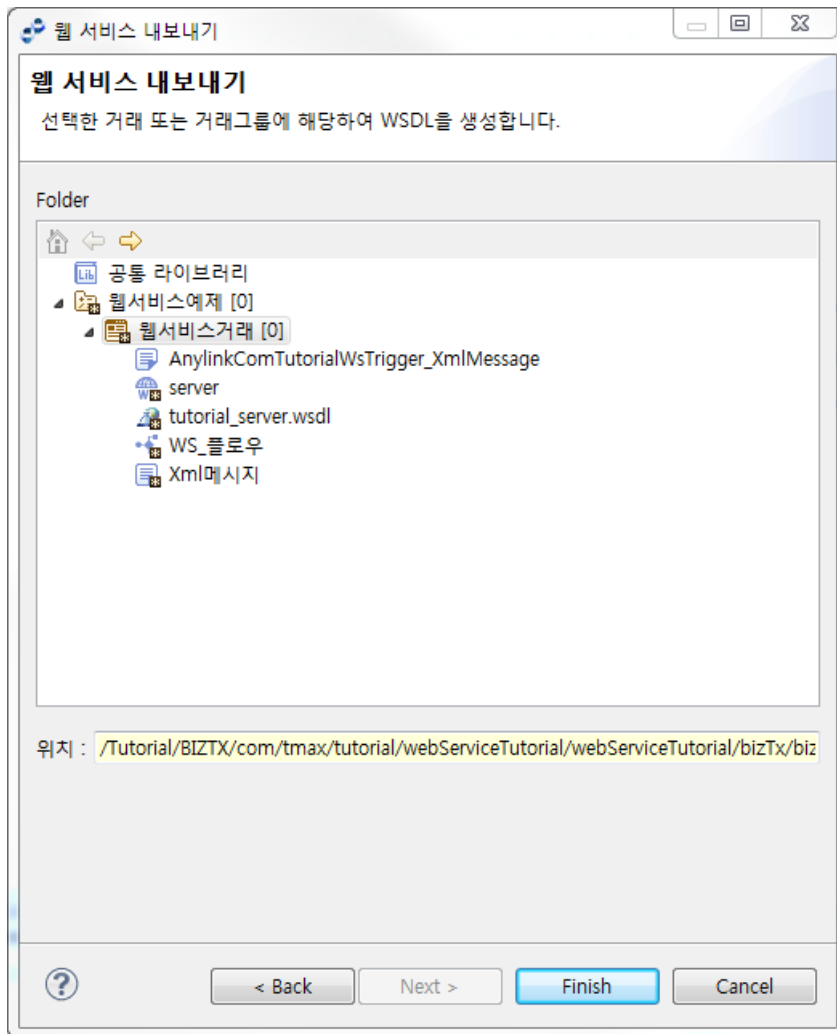 웹 서비스 내보내기
웹 서비스 내보내기
선택한 거래 또는 거래그룹에 해당하여 WSDL을 생성합니다.
Folder
공통 라이브러리
웹서비스예제 [0]
웹서비스거래 [0]
AnylinkComTutorialWsTrigger_XmlMessage
server
tutorial_server.wsdl
WS_플로우
Xml메시지
위치 : /Tutorial/BIZTX/com/tmax/tutorial/webServiceTutorial/webServiceTutorial/bizTx/biz
< Back Next > Finish Cancel